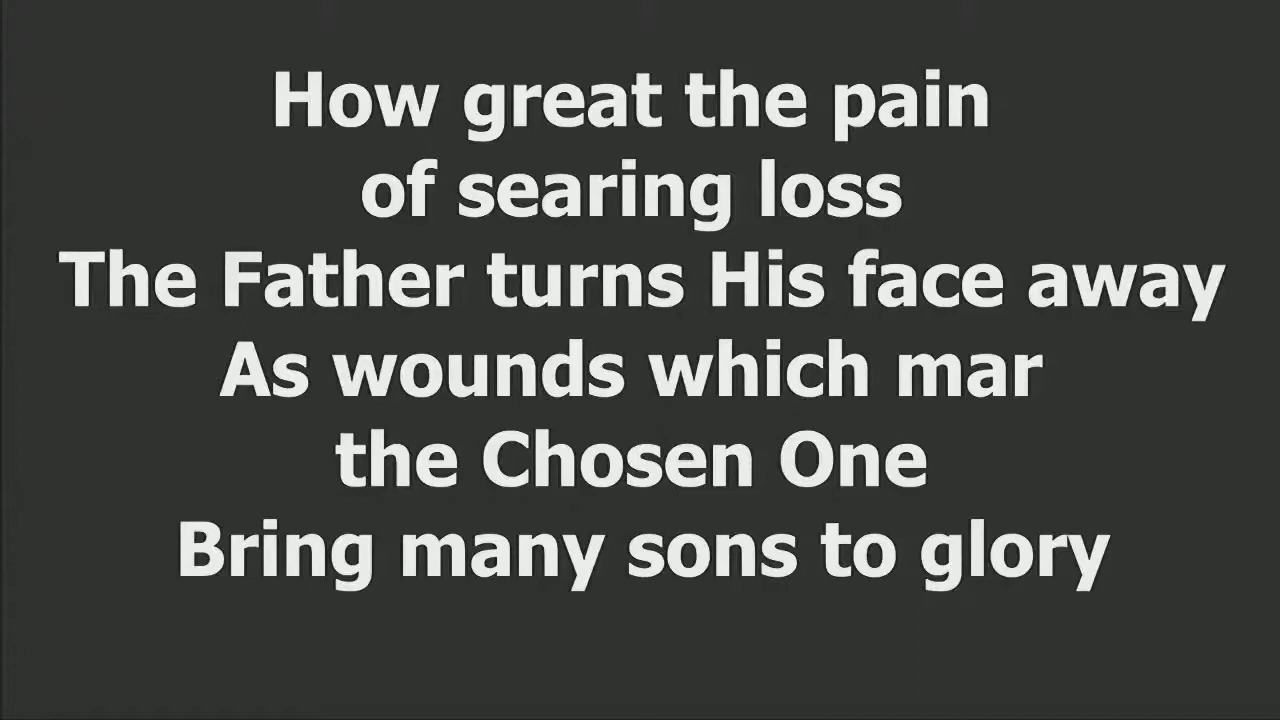 How great the pain
of searing loss
The Father turns His face away
As wounds which mar
the Chosen One
Bring many sons to glory